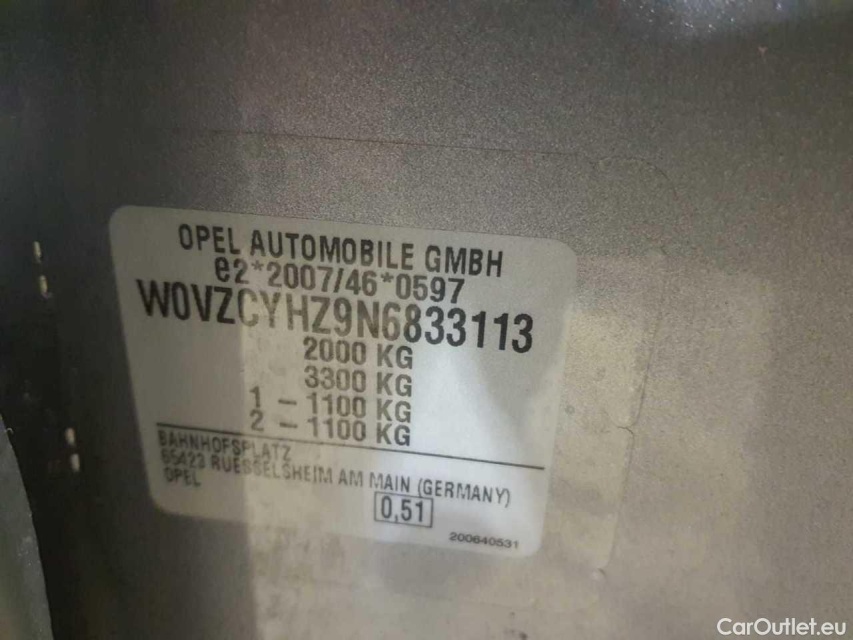 OPEL AUTOMOBILE GMBH
e2*2007/46*0597
W0VZCYHZ9N6833113
2000 KG
3300 KG
1 - 1100 KG
2 - 1100 KG
BAHNHOFSPLATZ
65423 RUESSELSHEIM AM MAIN (GERMANY)
OPEL
0,51
200640531
CarOutlet.eu